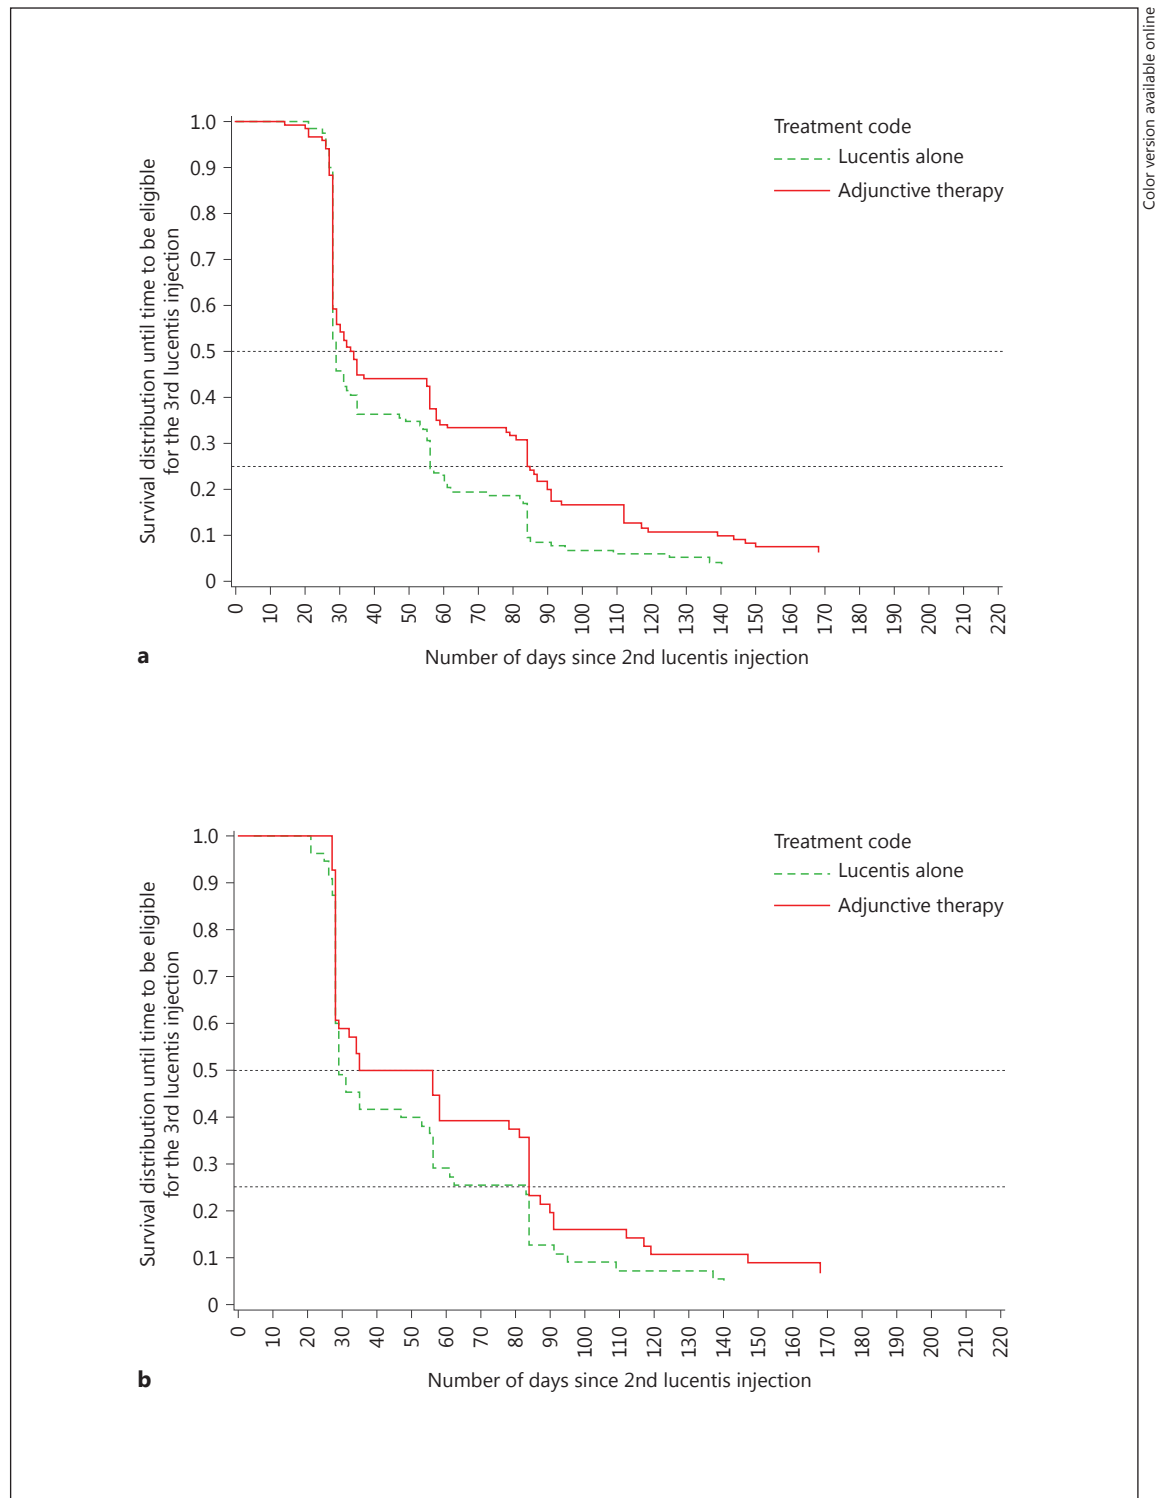 Color version available online
Treatment code
Lucentis alone
Adjunctive therapy
Survival distribution until time to be eligible
for the 3rd lucentis injection
1.0
0.9
0.8
0.7
0.6
0.5
0.4
0.3
0.2
0.1
0
0 10 20 30 40 50 60 70 80 90 100 110 120 130 140 150 160 170 180 190 200 210 220
a
Number of days since 2nd lucentis injection
Treatment code
Lucentis alone
Adjunctive therapy
Survival distribution until time to be eligible
for the 3rd lucentis injection
1.0
0.9
0.8
0.7
0.6
0.5
0.4
0.3
0.2
0.1
0
0 10 20 30 40 50 60 70 80 90 100 110 120 130 140 150 160 170 180 190 200 210 220
b
Number of days since 2nd lucentis injection